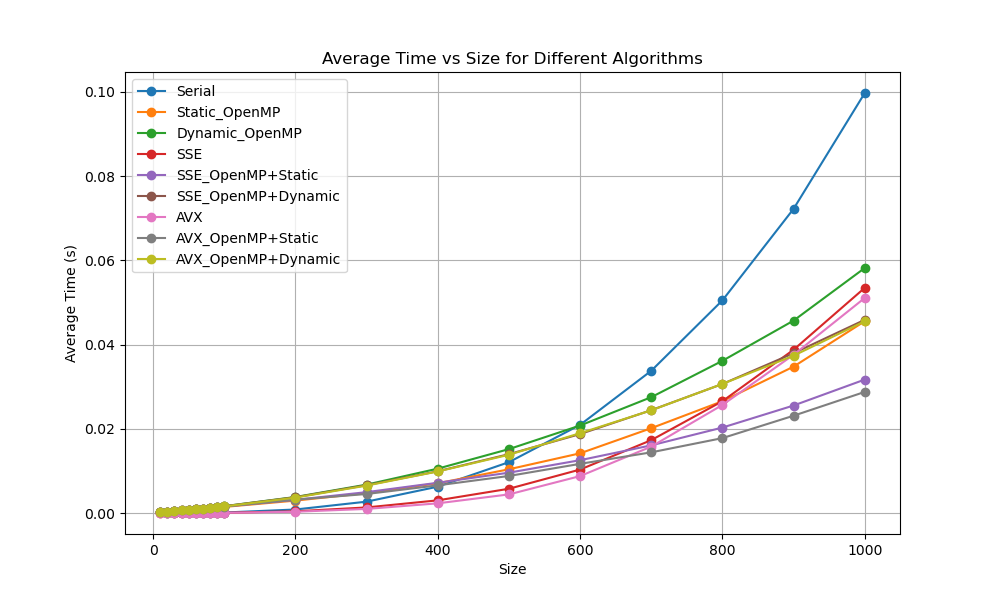 Average Time vs Size for Different Algorithms
Serial
Static_OpenMP
Dynamic_OpenMP
SSE
SSE_OpenMP+Static
SSE_OpenMP+Dynamic
AVX
AVX_OpenMP+Static
AVX_OpenMP+Dynamic
Average Time (s)
0.10
0.08
0.06
0.04
0.02
0.00
0 200 400 600 800 1000
Size